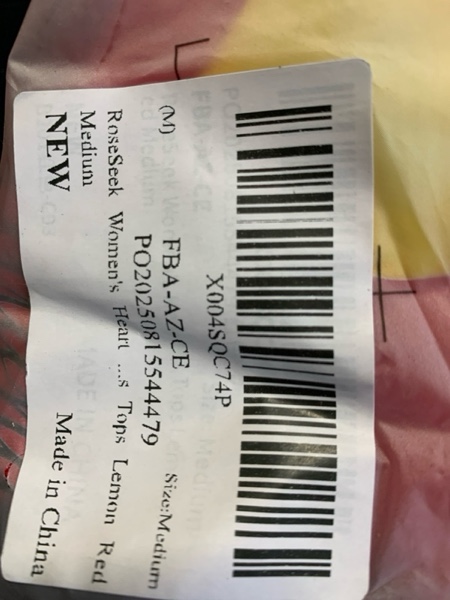 X004SQC74P
PO20250815544479
(M) FBA-AZ-CE Size:Medium
RoseSeek Women's Heart ...s Tops Lemon Red
Medium
NEW Made in China